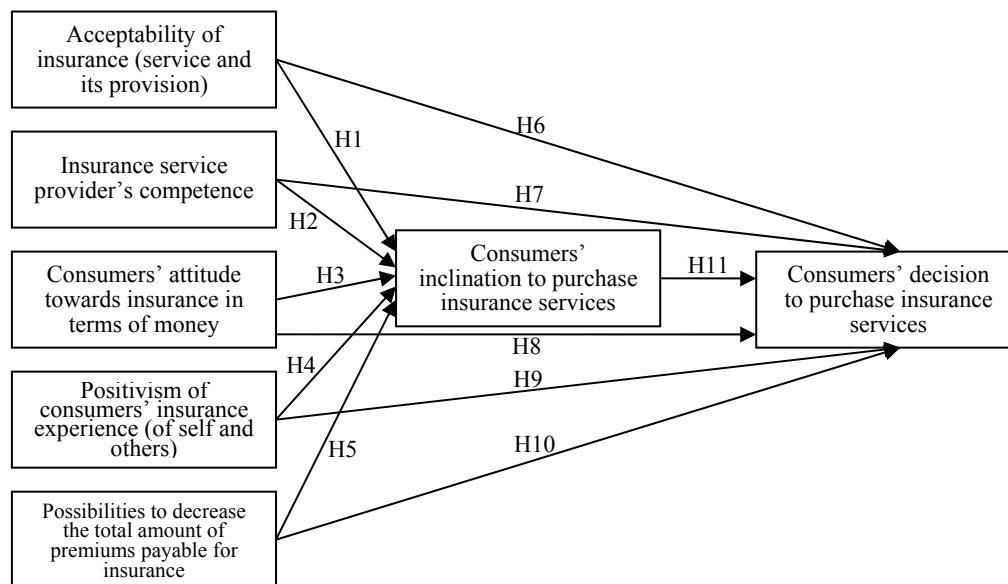 Acceptability of
insurance (service and
its provision)
H6
H1
Insurance service
provider's competence
H7
H2
Consumers' attitude
towards insurance in
terms of money
H3
Consumers'
inclination to purchase
insurance services
H11
Consumers' decision
to purchase insurance
services
H8
H4
Positivism of
consumers' insurance
experience (of self and
others)
H9
H5
H10
Possibilities to decrease
the total amount of
premiums payable for
insurance